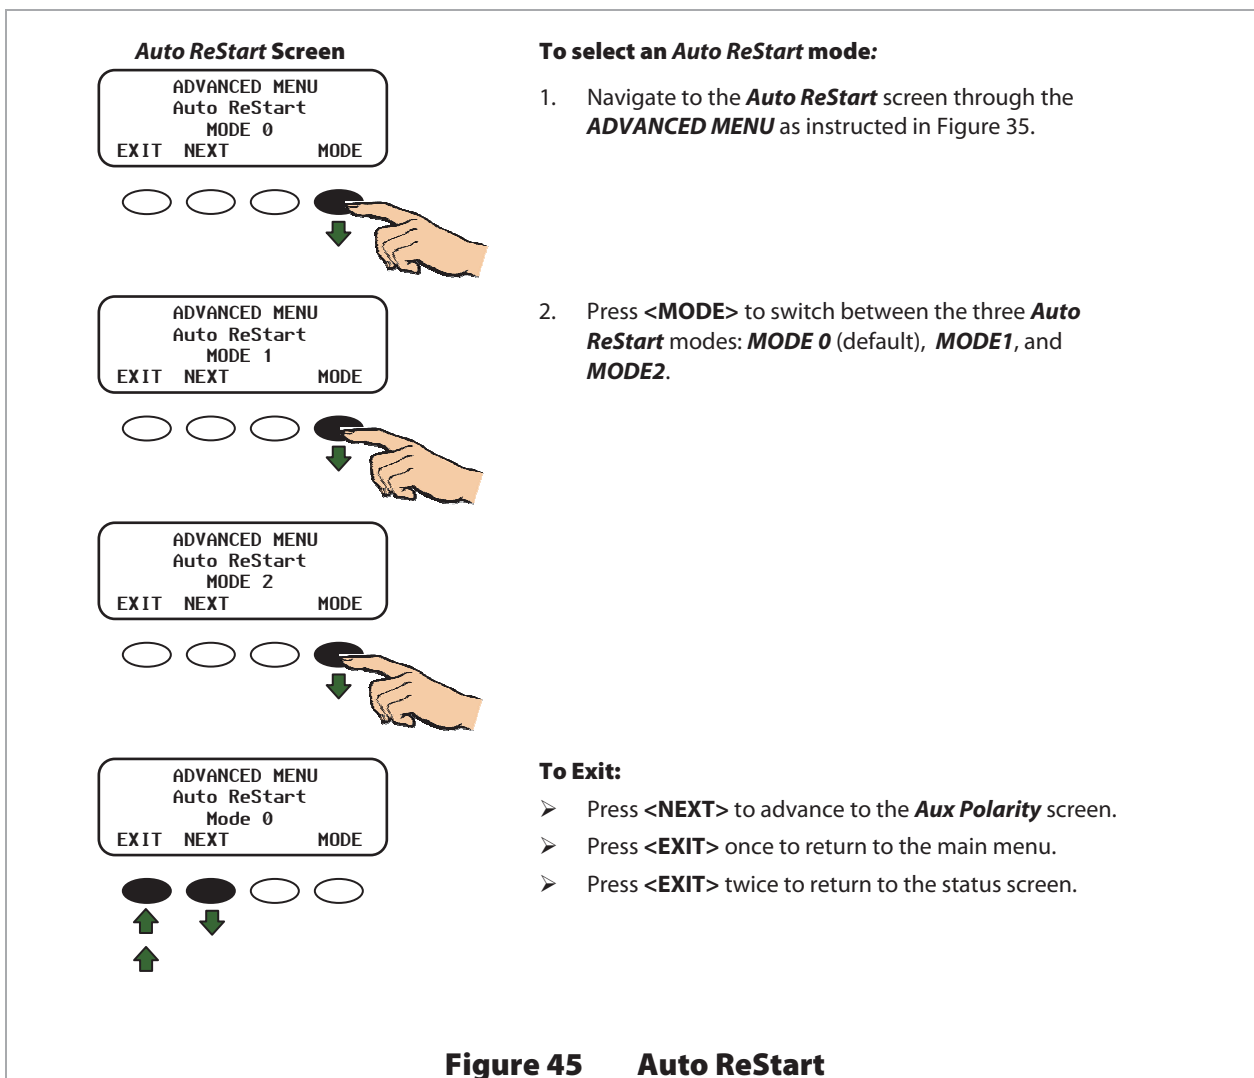 Auto ReStart Screen
ADVANCED MENU
Auto ReStart
MODE 0
EXIT NEXT MODE
To select an Auto ReStart mode:
1. Navigate to the Auto ReStart screen through the
ADVANCED MENU as instructed in Figure 35.
ADVANCED MENU
Auto ReStart
MODE 1
EXIT NEXT MODE
2. Press <MODE> to switch between the three Auto
ReStart modes: MODE 0 (default), MODE1, and
MODE2.
ADVANCED MENU
Auto ReStart
MODE 2
EXIT NEXT MODE
ADVANCED MENU
Auto ReStart
Mode 0
EXIT NEXT MODE
To Exit:
➢ Press <NEXT> to advance to the Aux Polarity screen.
➢ Press <EXIT> once to return to the main menu.
➢ Press <EXIT> twice to return to the status screen.
Figure 45 Auto ReStart